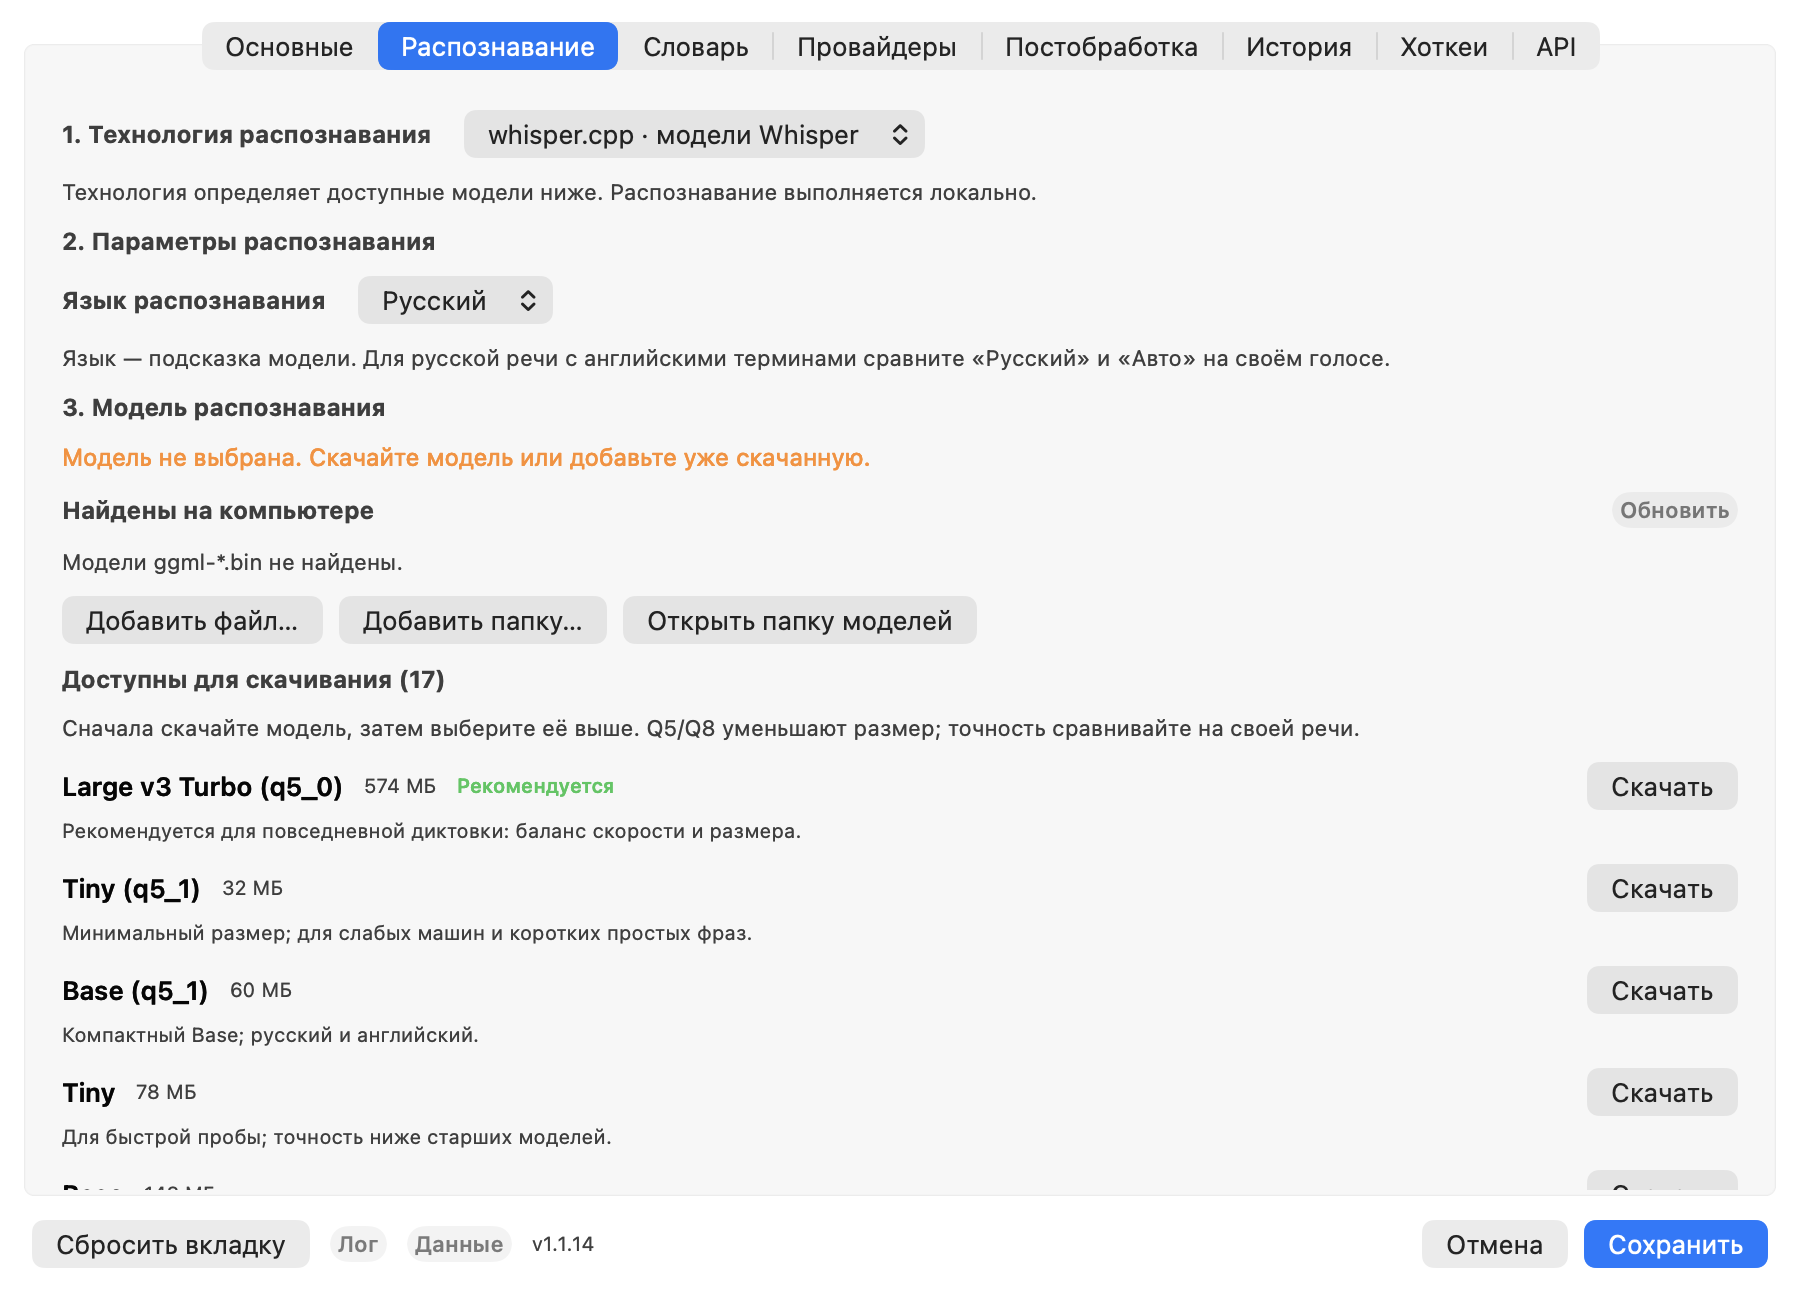 Основные Распознавание Словарь Провайдеры Постобработка История Хоткеи API
1. Технология распознавания whisper.cpp · модели Whisper
Технология определяет доступные модели ниже. Распознавание выполняется локально.
2. Параметры распознавания
Язык распознавания Русский
Язык — подсказка модели. Для русской речи с английскими терминами сравните «Русский» и «Авто» на своём голосе.
3. Модель распознавания
Модель не выбрана. Скачайте модель или добавьте уже скачанную.
Найдены на компьютере Обновить
Модели ggml-*.bin не найдены.
Добавить файл... Добавить папку... Открыть папку моделей
Доступны для скачивания (17)
Сначала скачайте модель, затем выберите её выше. Q5/Q8 уменьшают размер; точность сравнивайте на своей речи.
Large v3 Turbo (q5_0) 574 МБ Рекомендуется Скачать
Рекомендуется для повседневной диктовки: баланс скорости и размера.
Tiny (q5_1) 32 МБ Скачать
Минимальный размер; для слабых машин и коротких простых фраз.
Base (q5_1) 60 МБ Скачать
Компактный Base; русский и английский.
Tiny 78 МБ Скачать
Для быстрой пробы; точность ниже старших моделей.
Сбросить вкладку Лог Данные v1.1.14 Отмена Сохранить